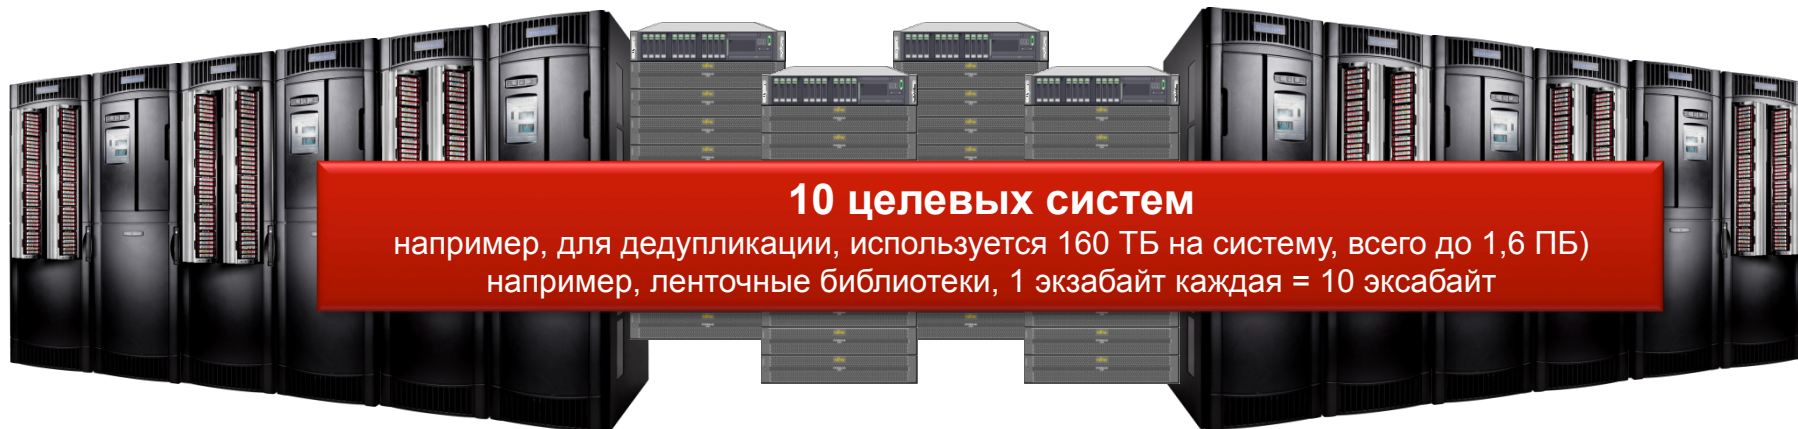 10 целевых систем
например, для дедупликации, используется 160 ТБ на систему, всего до 1,6 ПБ)
например, ленточные библиотеки, 1 экзабайт каждая = 10 эксабайт